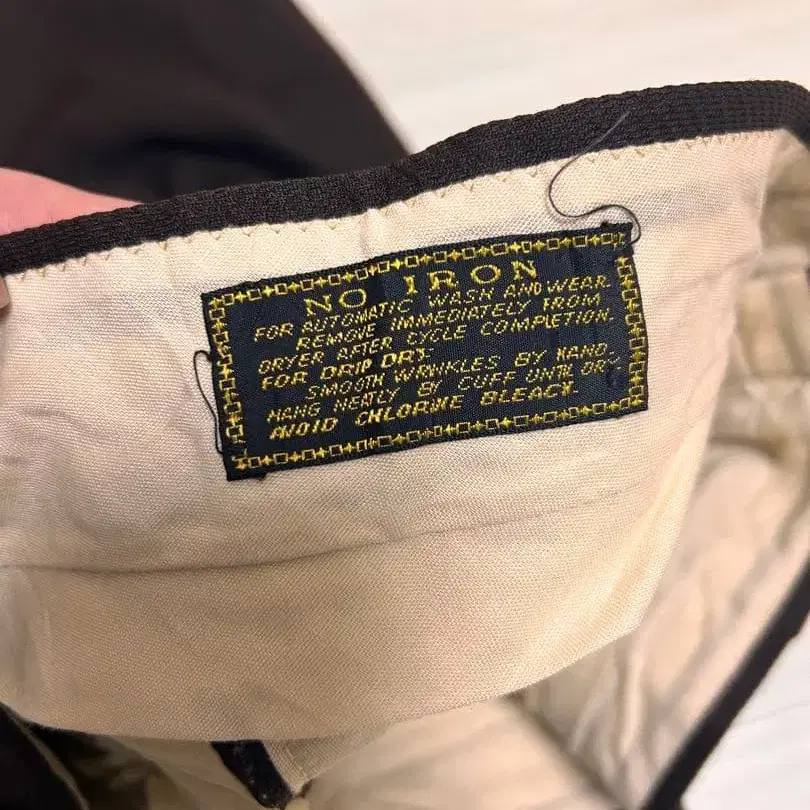 NO IRON
FOR AUTOMATIC WASH AND WEAR.
REMOVE IMMEDIATELY FROM
DRYER AFTER CYCLE COMPLETION.
FOR DRIP DRY:
SMOOTH WRINKLES BY HAND,
HANG NEATLY BY CUFF UNTIL DRY
AVOID CHLORINE BLEACH.